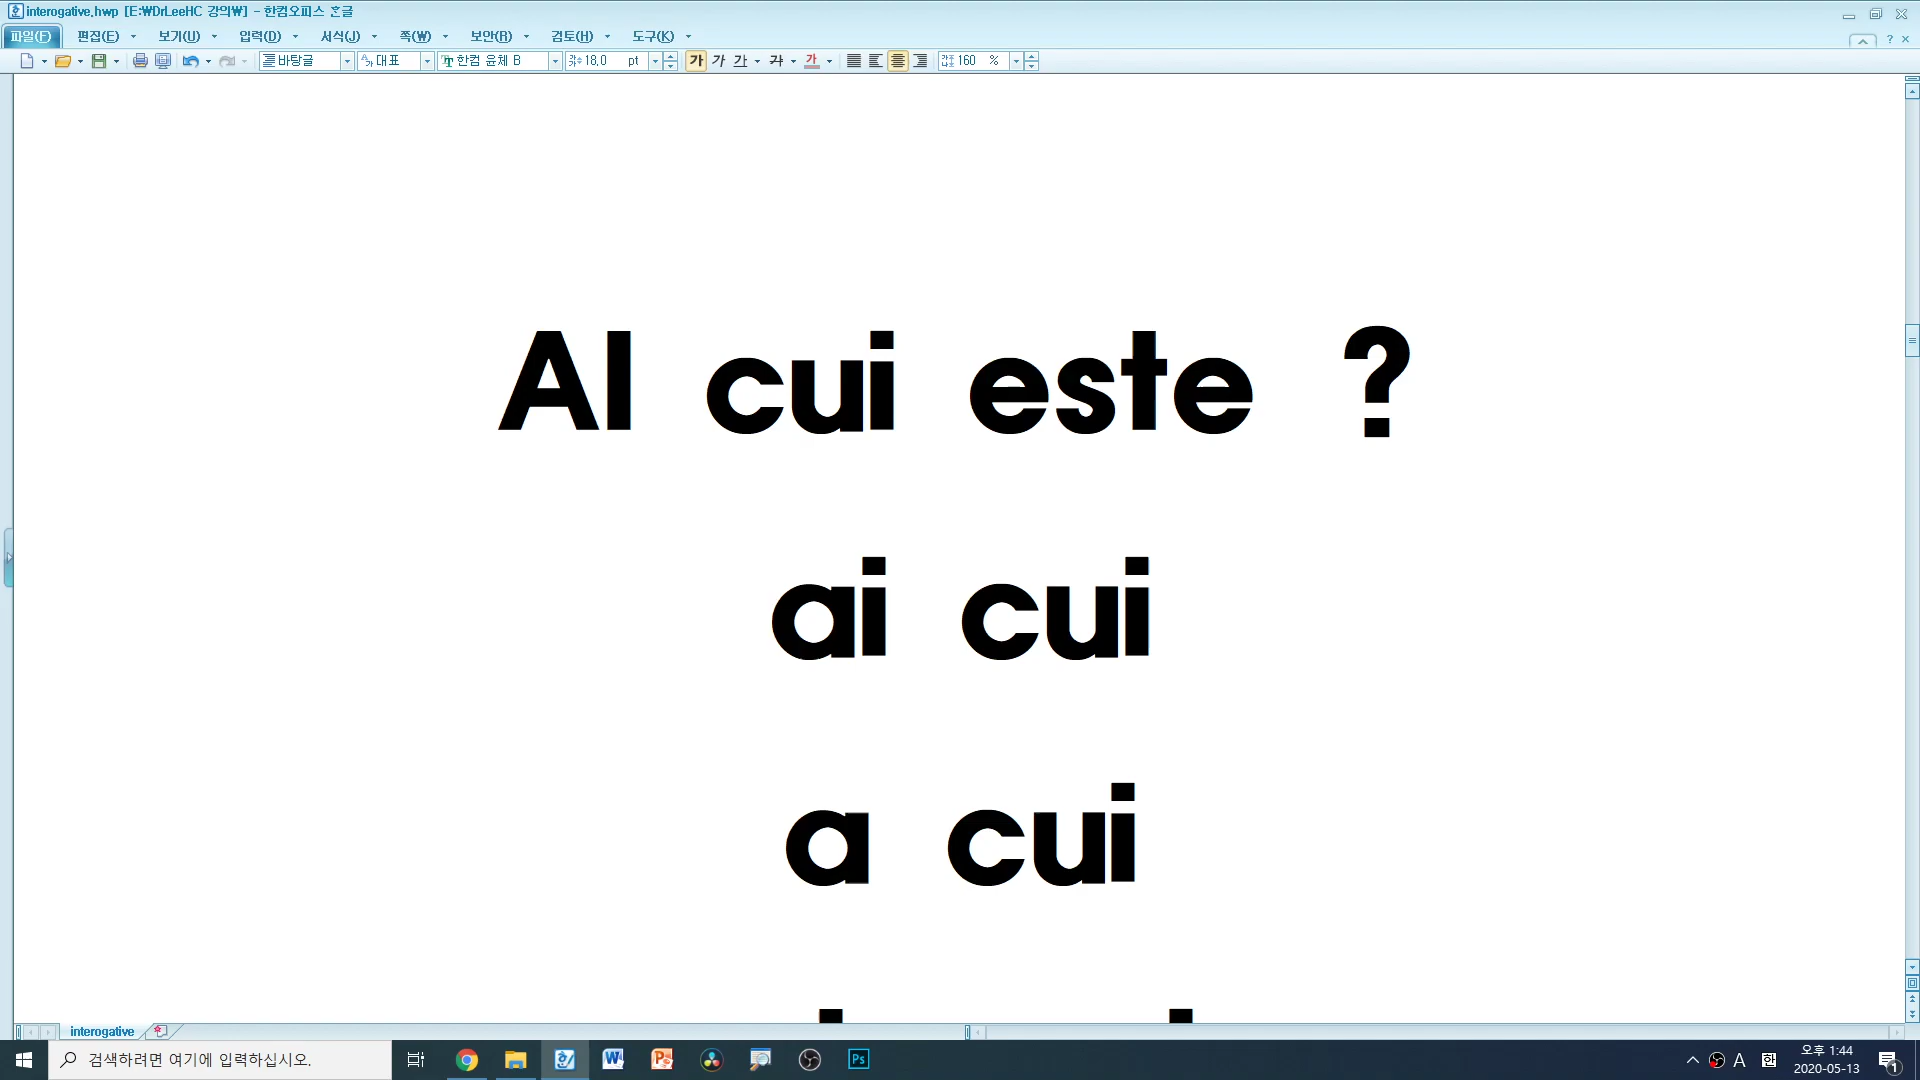 interogative.hwp [E:₩DrLeeHC 강의₩] - 한컴오피스 한글
파일(F) 편집(E) 보기(U) 입력(D) 서식(J) 쪽(W) 보안(R) 검토(H) 도구(K)
바탕글 대표 한컴 윤체 B 18.0 pt 가 가 가 가 가 160 %
Al cui este ?
ai cui
a cui
interogative
검색하려면 여기에 입력하십시오.
A 한 오후 1:44
2020-05-13 1